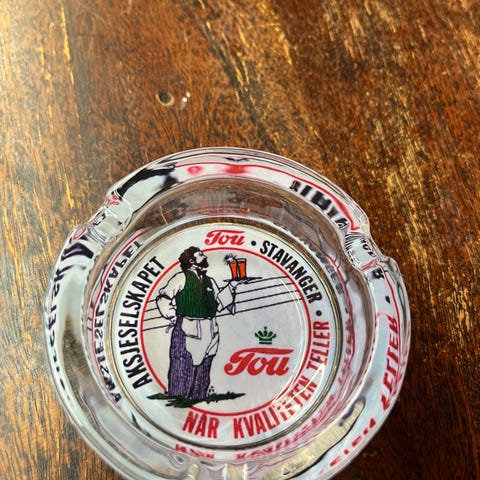 AKSJESELSKAPET Tou · STAVANGER ·
Tou
NÅR KVALITETEN TELLER